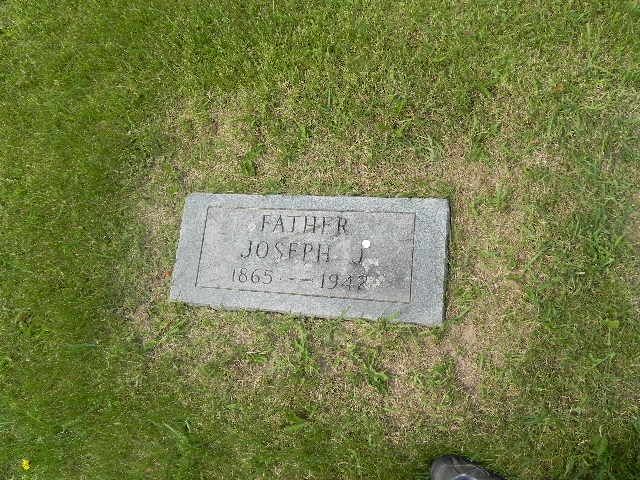 FATHER
JOSEPH J.
1865 -- 1942